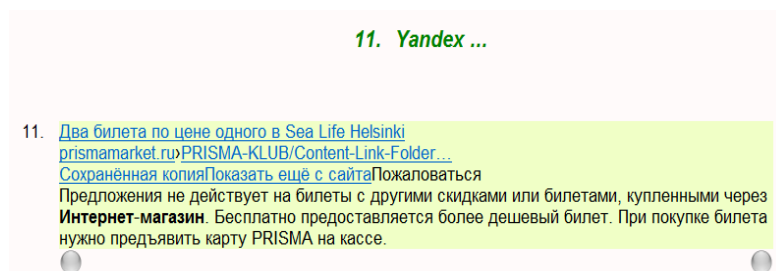 11. Yandex ...
11. Два билета по цене одного в Sea Life Helsinki
prismamarket.ru›PRISMA-KLUB/Content-Link-Folder…
Сохранённая копияПоказать ещё с сайтаПожаловаться
Предложения не действует на билеты с другими скидками или билетами, купленными через
Интернет-магазин. Бесплатно предоставляется более дешевый билет. При покупке билета
нужно предъявить карту PRISMA на кассе.